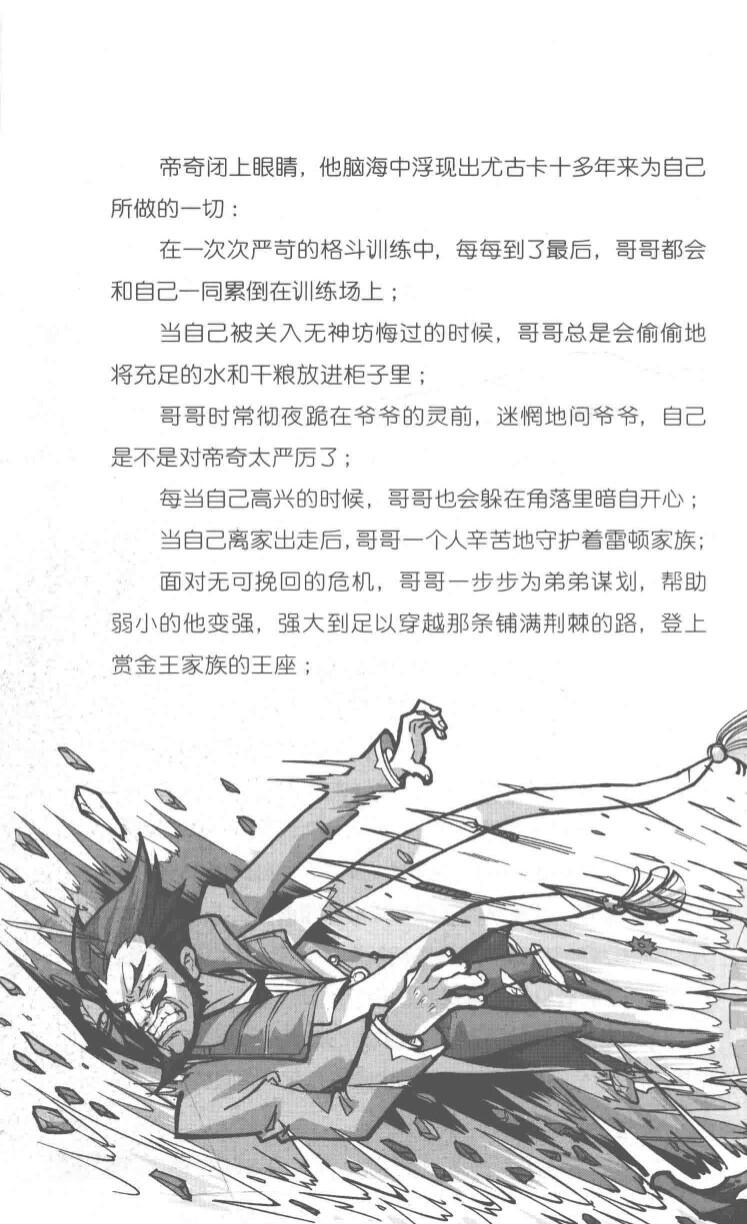 帝奇闭上眼睛，他脑海中浮现出尤古卡十多年来为自己
所做的一切：
在一次次严苛的格斗训练中，每每到了最后，哥哥都会
和自己一同累倒在训练场上；
当自己被关入无神坊悔过的时候，哥哥总是会偷偷地
将充足的水和干粮放进柜子里；
哥哥时常彻夜跪在爷爷的灵前，迷惘地问爷爷，自己
是不是对帝奇太严厉了；
每当自己高兴的时候，哥哥也会躲在角落里暗自开心；
当自己离家出走后，哥哥一个人辛苦地守护着雷顿家族；
面对无可挽回的危机，哥哥一步步为弟弟谋划，帮助
弱小的他变强，强大到足以穿越那条铺满荆棘的路，登上
赏金王家族的王座；